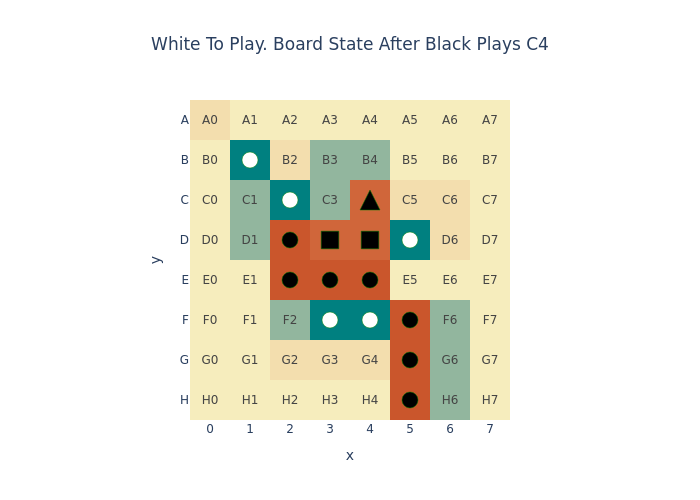 White To Play. Board State After Black Plays C4
A A0 A1 A2 A3 A4 A5 A6 A7
B B0 B2 B3 B4 B5 B6 B7
C C0 C1 C3 C5 C6 C7
D D0 D1 D6 D7
E E0 E1 E5 E6 E7
F F0 F1 F2 F6 F7
G G0 G1 G2 G3 G4 G6 G7
H H0 H1 H2 H3 H4 H6 H7
0 1 2 3 4 5 6 7
x
y